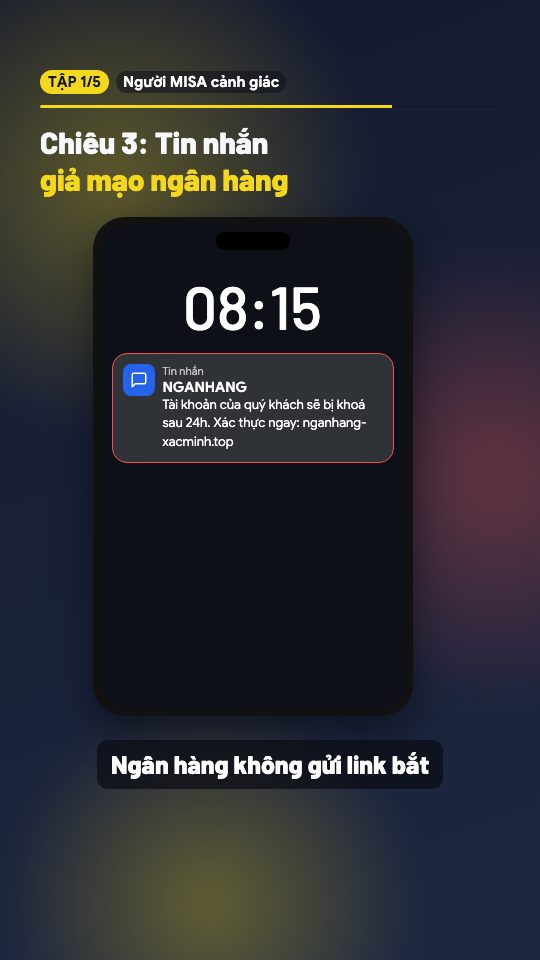 TẬP 1/5 Người MISA cảnh giác
Chiêu 3: Tin nhắn
giả mạo ngân hàng
08:15
Tin nhắn
NGANHANG
Tài khoản của quý khách sẽ bị khoá
sau 24h. Xác thực ngay: nganhang-
xacminh.top
Ngân hàng không gửi link bắt